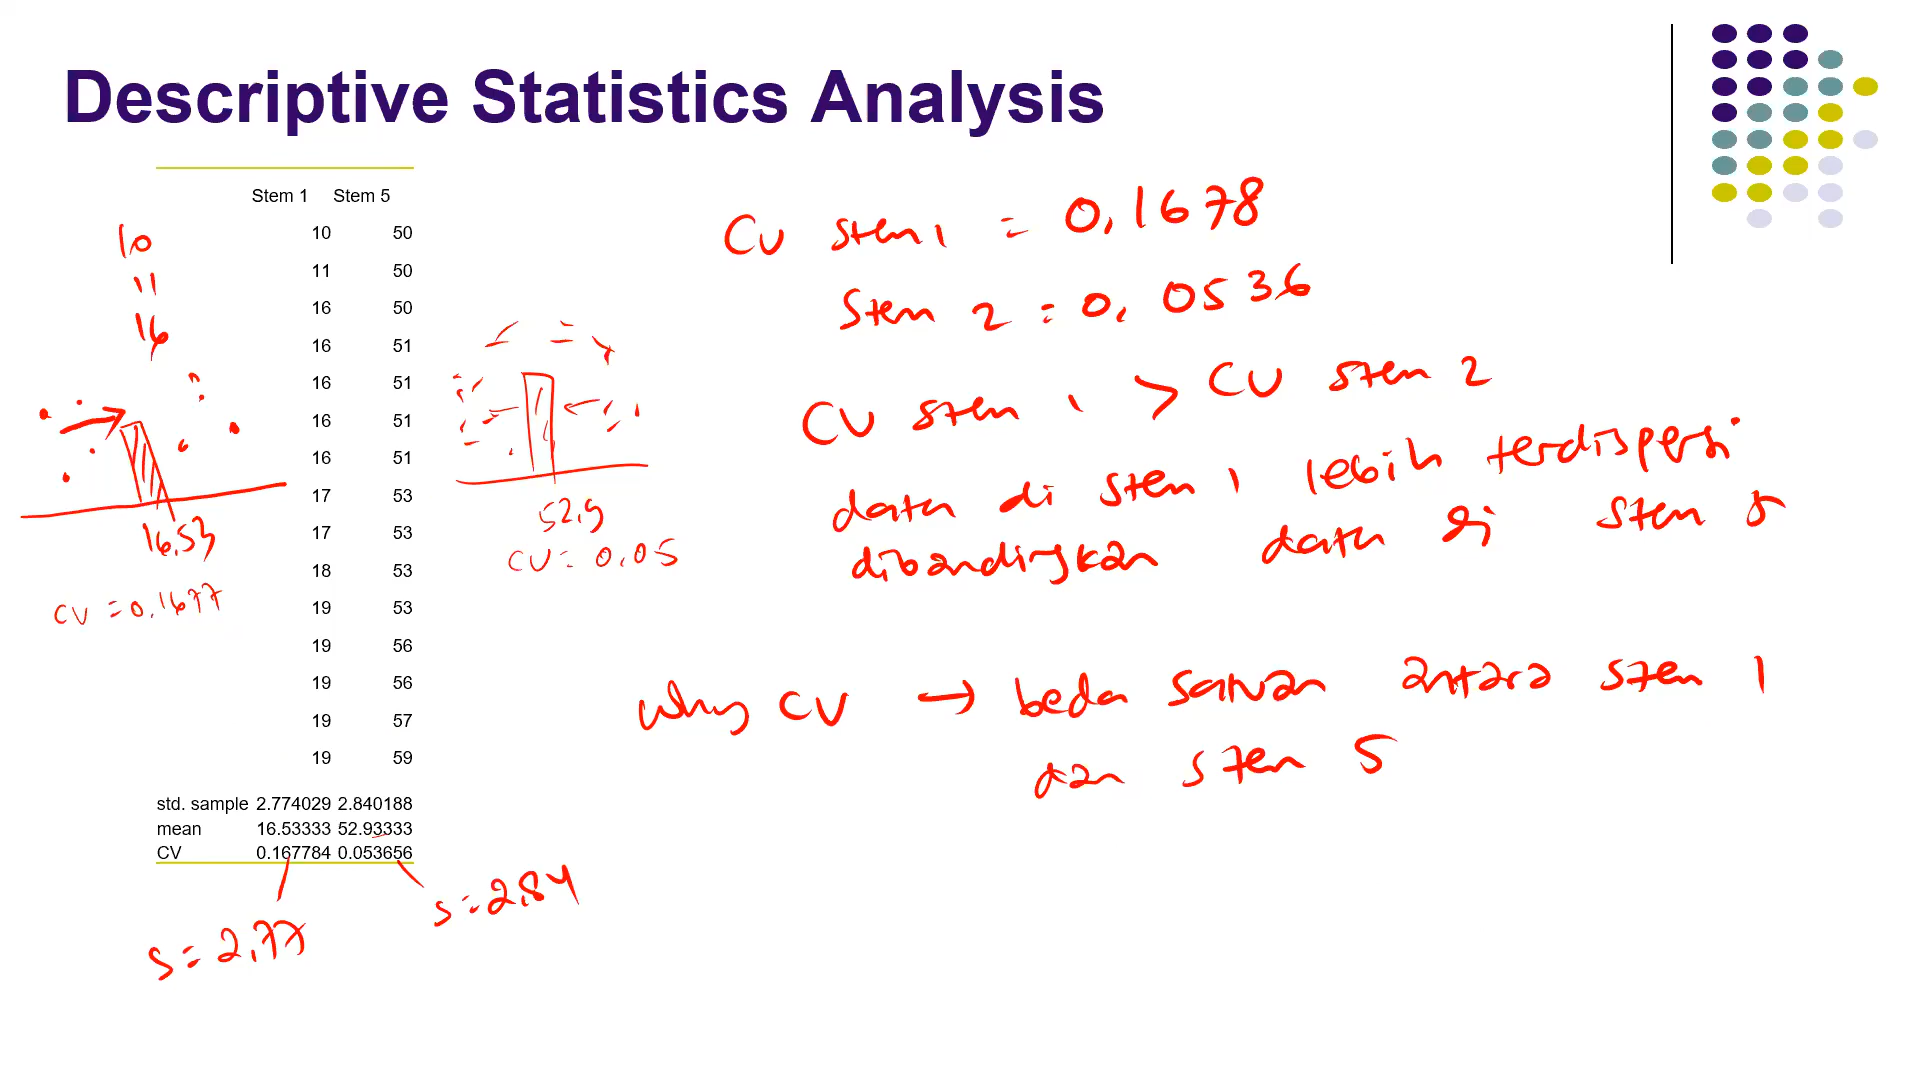 Descriptive Statistics Analysis
Stem 1 Stem 5
10 50
11 50
16 50
16 51
16 51
16 51
16 51
17 53
17 53
18 53
19 53
19 56
19 56
19 57
19 59
std. sample 2.774029 2.840188
mean 16.53333 52.93333
CV 0.167784 0.053656
10
11
16
16.53
CV = 0.1677
52.9
CV = 0.05
S = 2.77
S = 2.84
CV stem 1 = 0,1678
Stem 2 = 0,0536
CV stem 1 > CV stem 2
data di stem 1 lebih terdispersi
dibandingkan data di stem 5
Why CV → beda satuan antara stem 1
dan stem 5